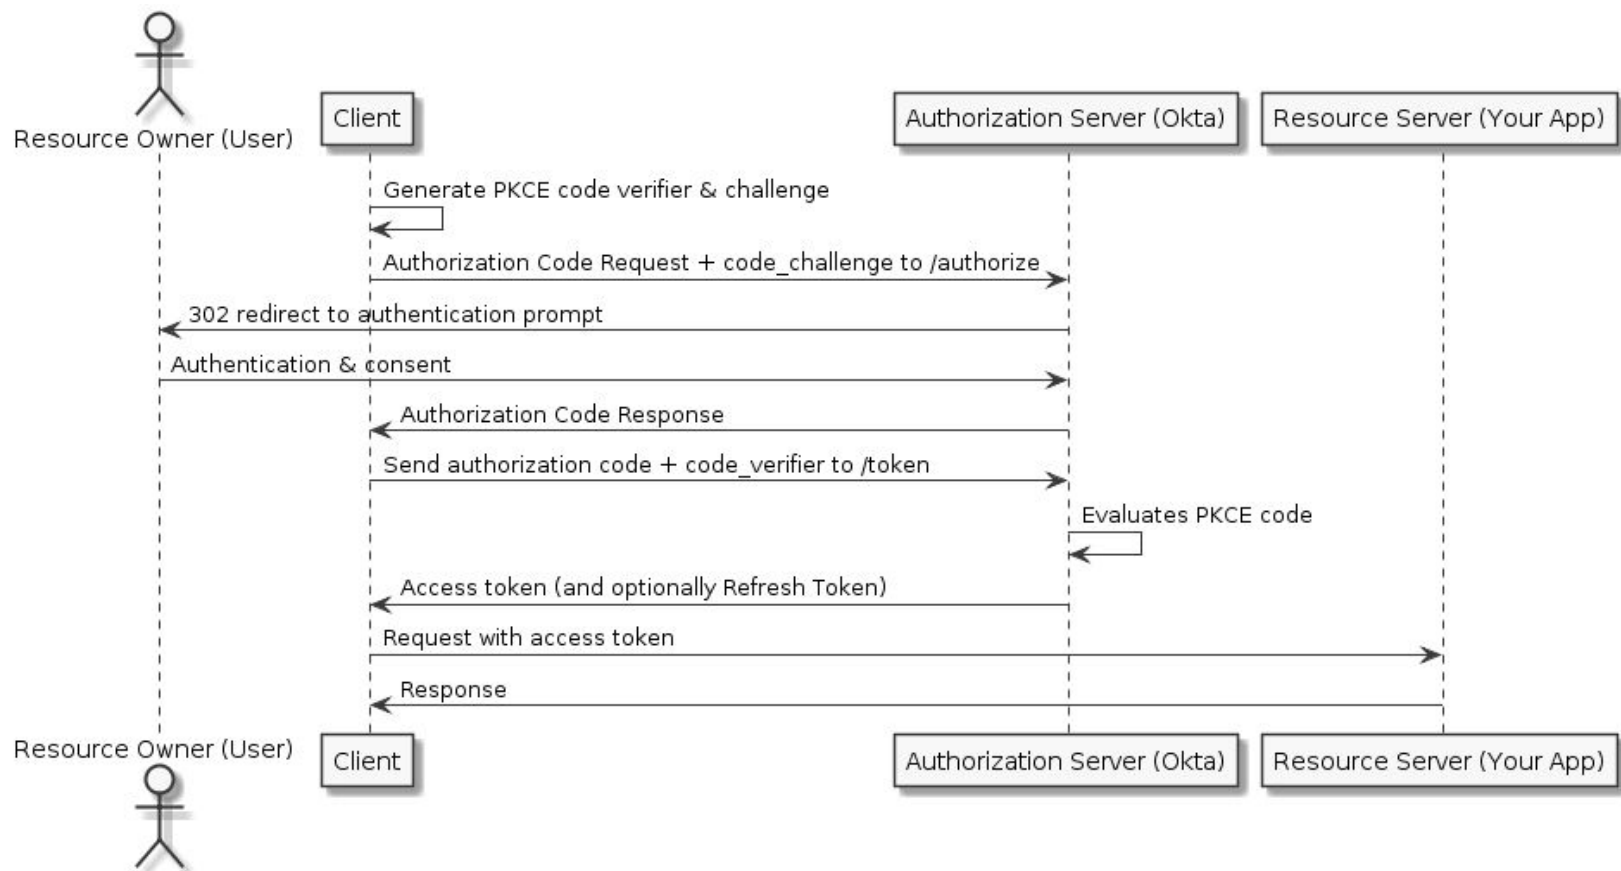 Resource Owner (User)
Client
Authorization Server (Okta)
Resource Server (Your App)
Generate PKCE code verifier & challenge
Authorization Code Request + code_challenge to /authorize
302 redirect to authentication prompt
Authentication & consent
Authorization Code Response
Send authorization code + code_verifier to /token
Evaluates PKCE code
Access token (and optionally Refresh Token)
Request with access token
Response
Resource Owner (User)
Client
Authorization Server (Okta)
Resource Server (Your App)